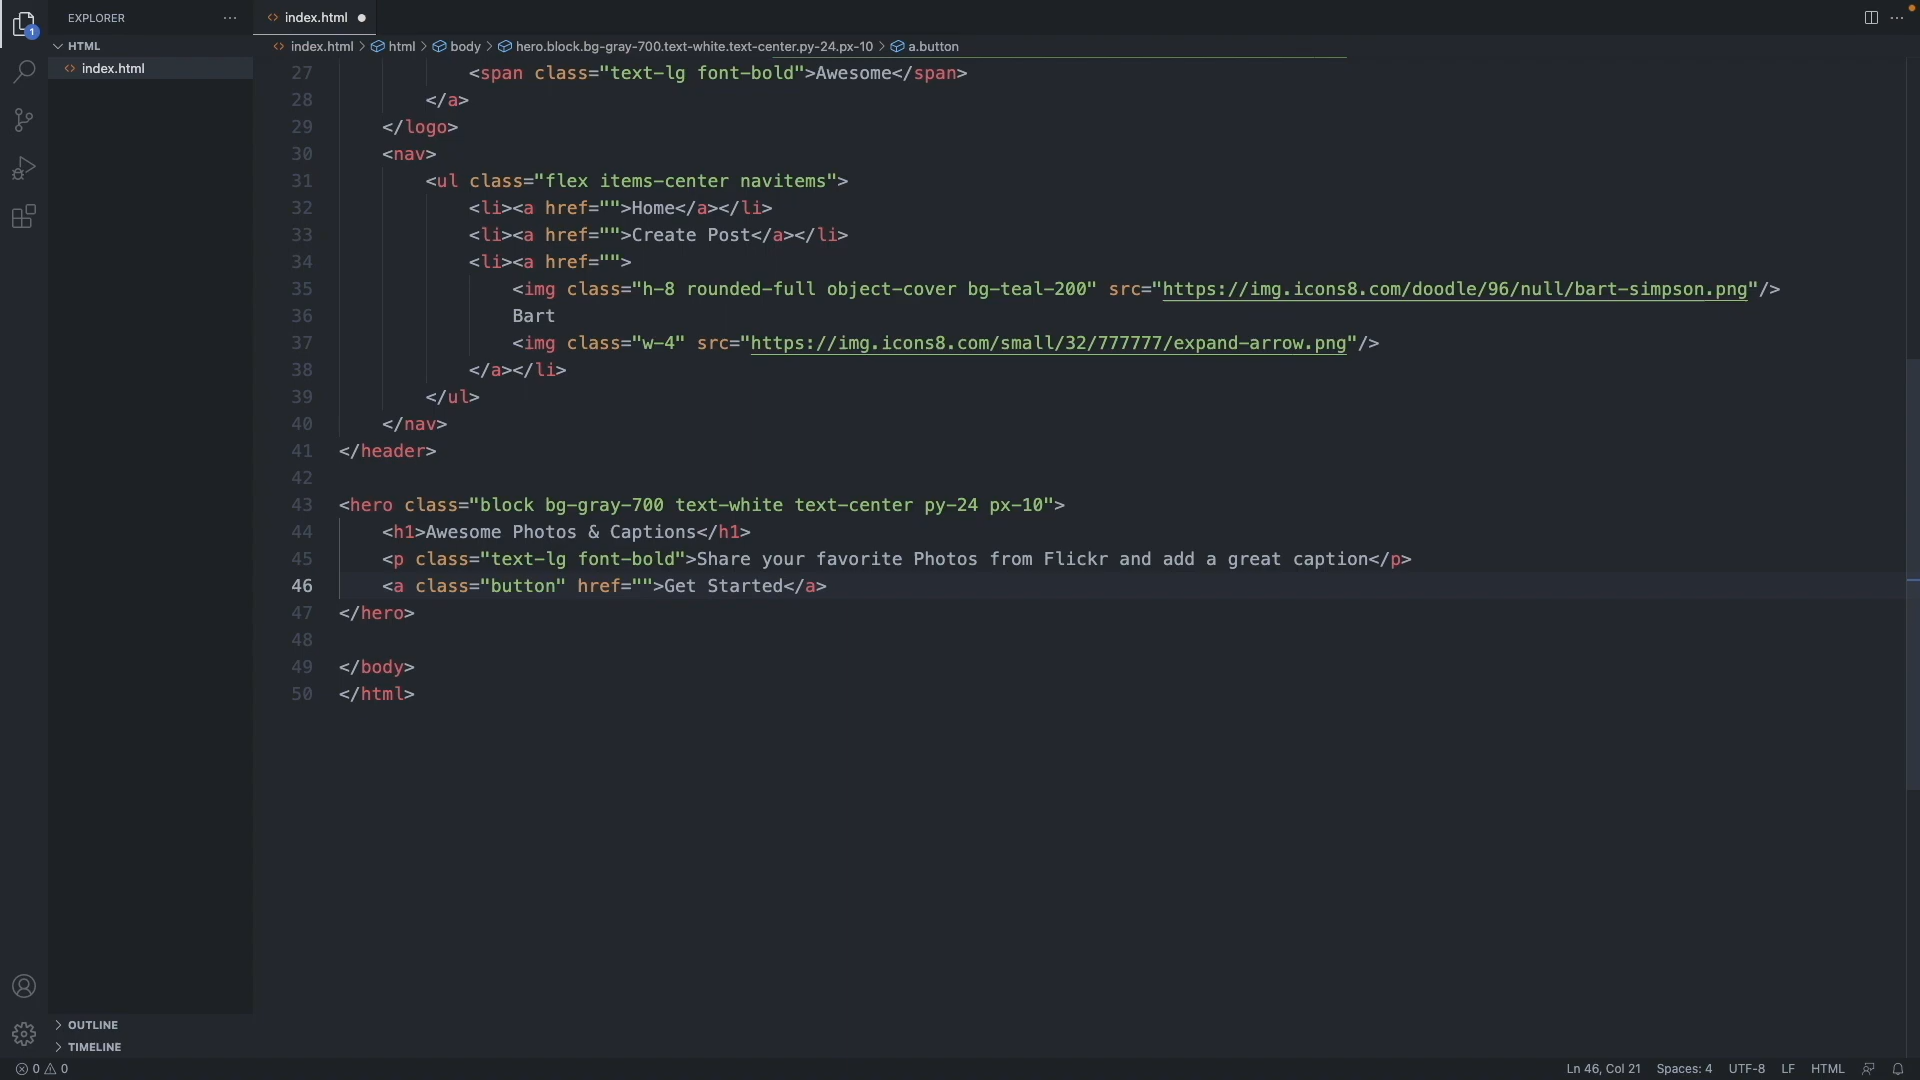 EXPLORER
index.html
1
HTML
index.html
index.html > html > body > hero.block.bg-gray-700.text-white.text-center.py-24.px-10 > a.button
27 <span class="text-lg font-bold">Awesome</span>
28 </a>
29 </logo>
30 <nav>
31 <ul class="flex items-center navitems">
32 <li><a href="">Home</a></li>
33 <li><a href="">Create Post</a></li>
34 <li><a href="">
35 <img class="h-8 rounded-full object-cover bg-teal-200" src="https://img.icons8.com/doodle/96/null/bart-simpson.png"/>
36 Bart
37 <img class="w-4" src="https://img.icons8.com/small/32/777777/expand-arrow.png"/>
38 </a></li>
39 </ul>
40 </nav>
41 </header>
42
43 <hero class="block bg-gray-700 text-white text-center py-24 px-10">
44 <h1>Awesome Photos & Captions</h1>
45 <p class="text-lg font-bold">Share your favorite Photos from Flickr and add a great caption</p>
46 <a class="button" href="">Get Started</a>
47 </hero>
48
49 </body>
50 </html>
OUTLINE
TIMELINE
0 0
Ln 46, Col 21 Spaces: 4 UTF-8 LF HTML